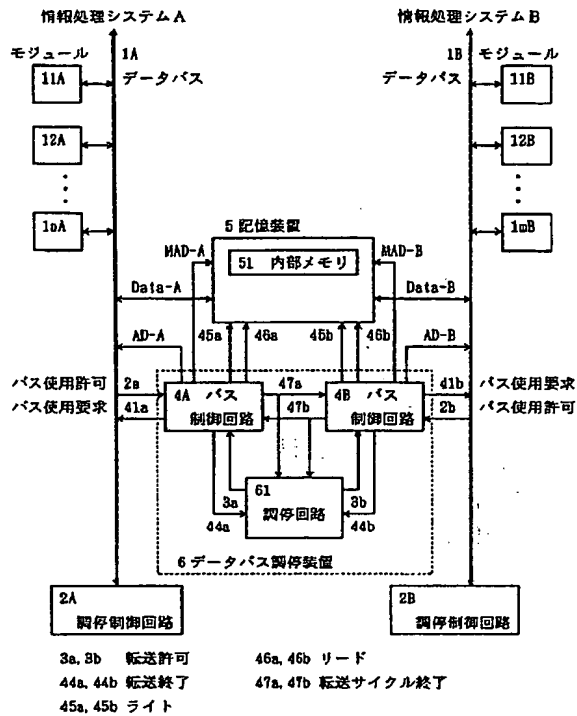 情報処理システムA
情報処理システムB
モジュール
1A
1B
モジュール
11A
データバス
データバス
11B
12A
12B
1nA
1mB
5 記憶装置
MAD-A
51 内部メモリ
MAD-B
Data-A
Data-B
AD-A
45a
46a
45b
46b
AD-B
バス使用許可
2a
4A バス
制御回路
47a
47b
4B バス
制御回路
41b
バス使用要求
バス使用要求
41a
2b
バス使用許可
3a
44a
61
調停回路
3b
44b
6 データバス調停装置
2A
調停制御回路
2B
調停制御回路
3a, 3b 転送許可
46a, 46b リード
44a, 44b 転送終了
47a, 47b 転送サイクル終了
45a, 45b ライト